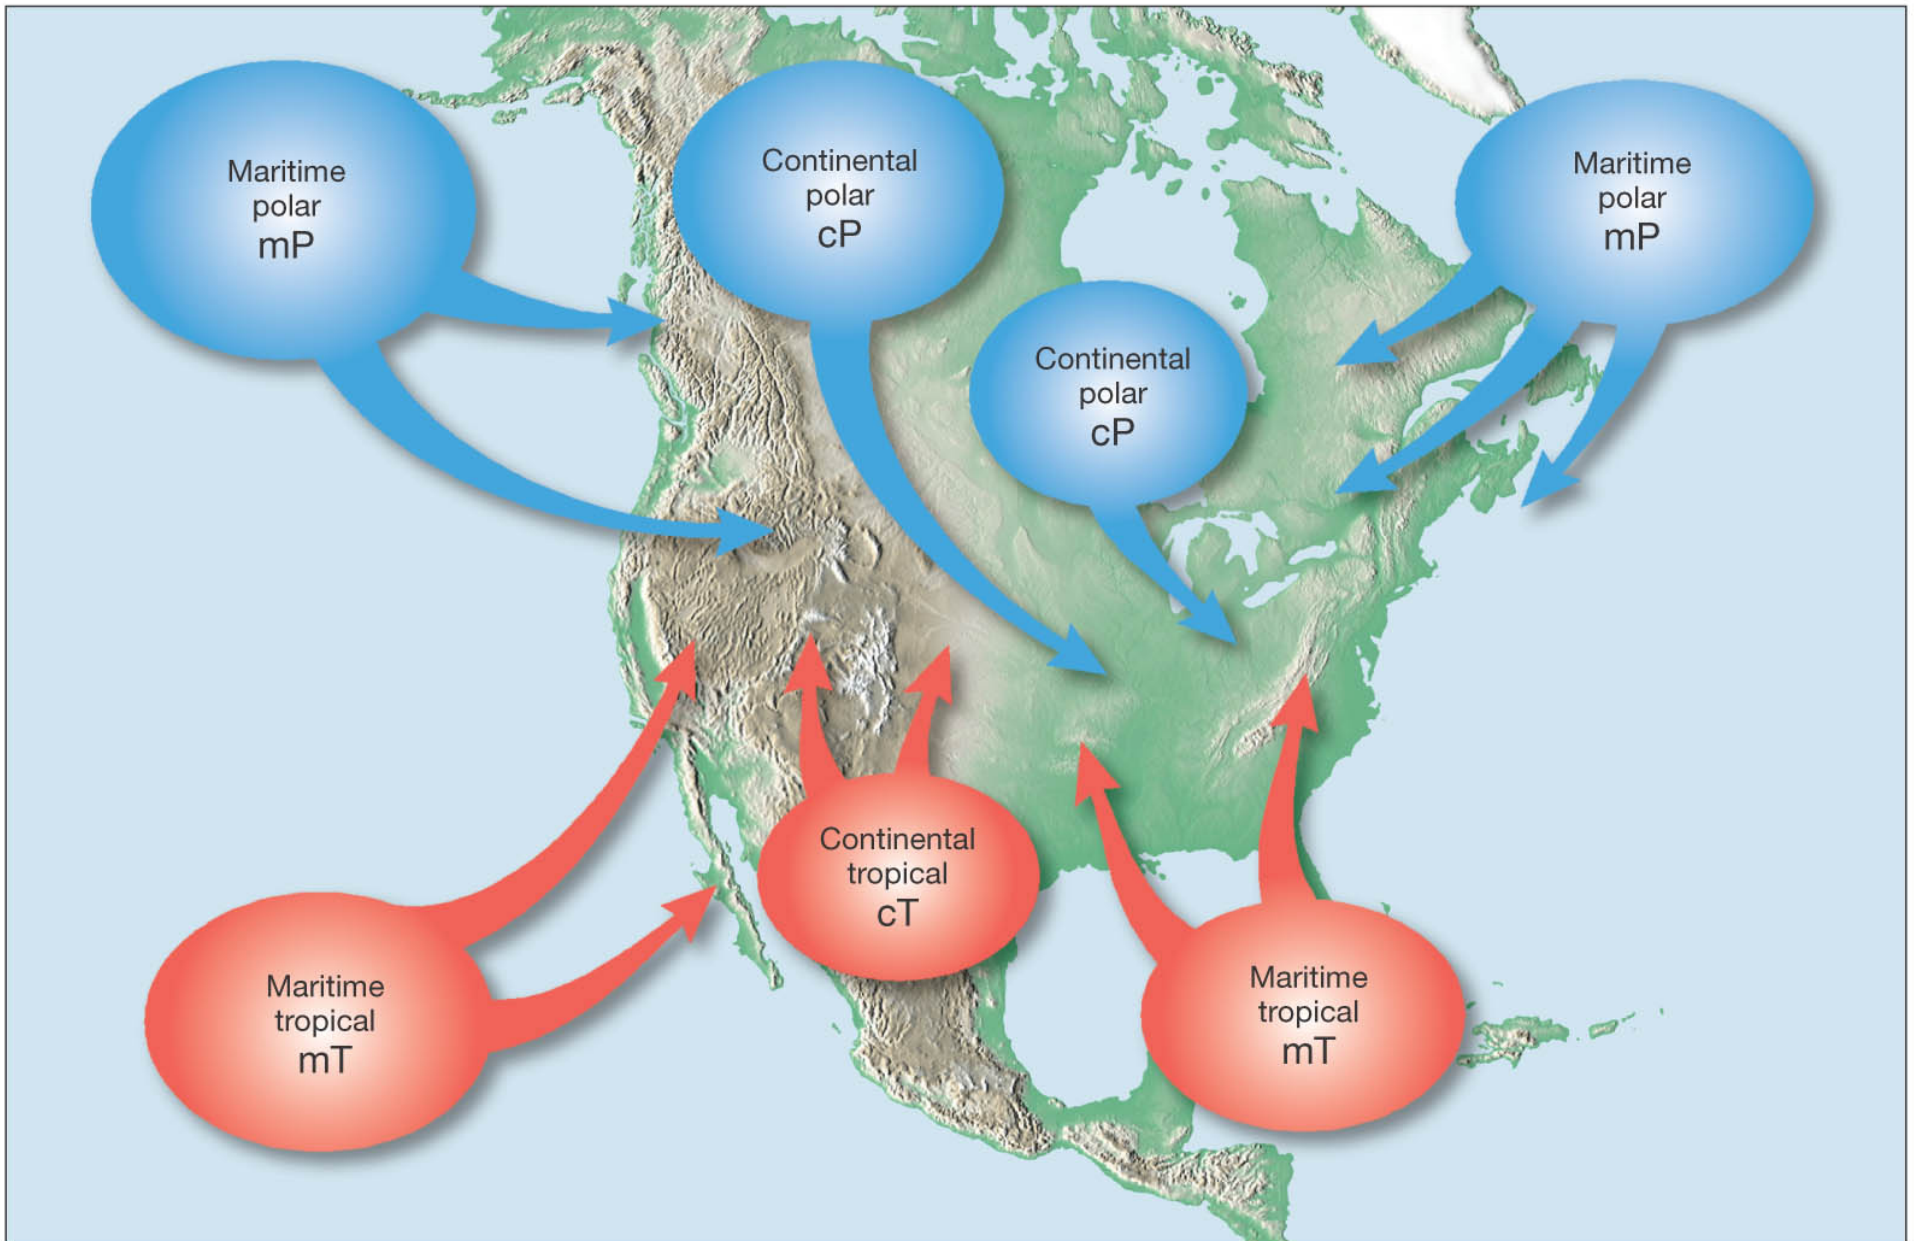 Maritime
polar
mP
Continental
polar
cP
Maritime
polar
mP
Continental
polar
cP
Continental
tropical
cT
Maritime
tropical
mT
Maritime
tropical
mT